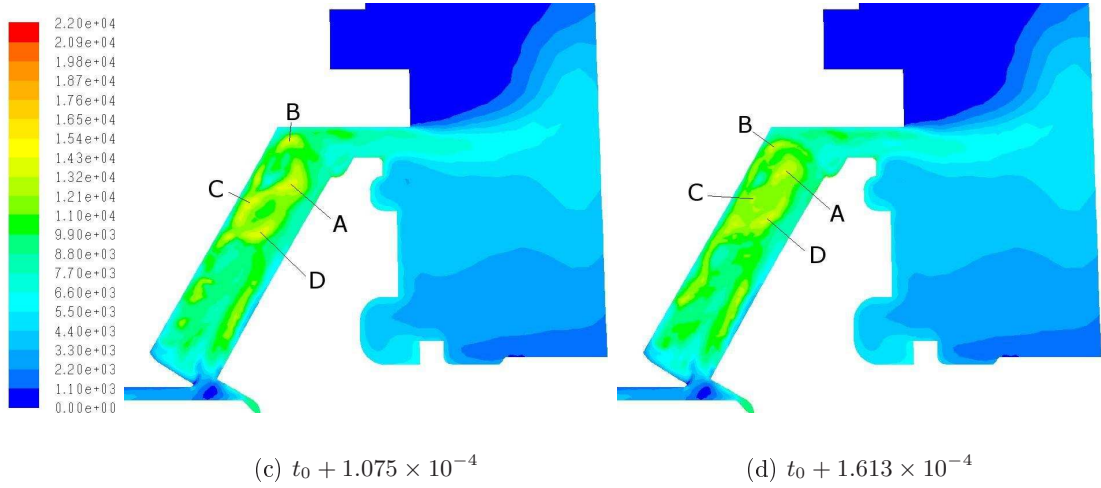 2.20e+04
2.09e+04
1.98e+04
1.87e+04
1.76e+04
1.65e+04
1.54e+04
1.43e+04
1.32e+04
1.21e+04
1.10e+04
9.90e+03
8.80e+03
7.70e+03
6.60e+03
5.50e+03
4.40e+03
3.30e+03
2.20e+03
1.10e+03
0.00e+00
B
C
A
D
B
C
A
D
(c) t₀ + 1.075 × 10⁻⁴
(d) t₀ + 1.613 × 10⁻⁴